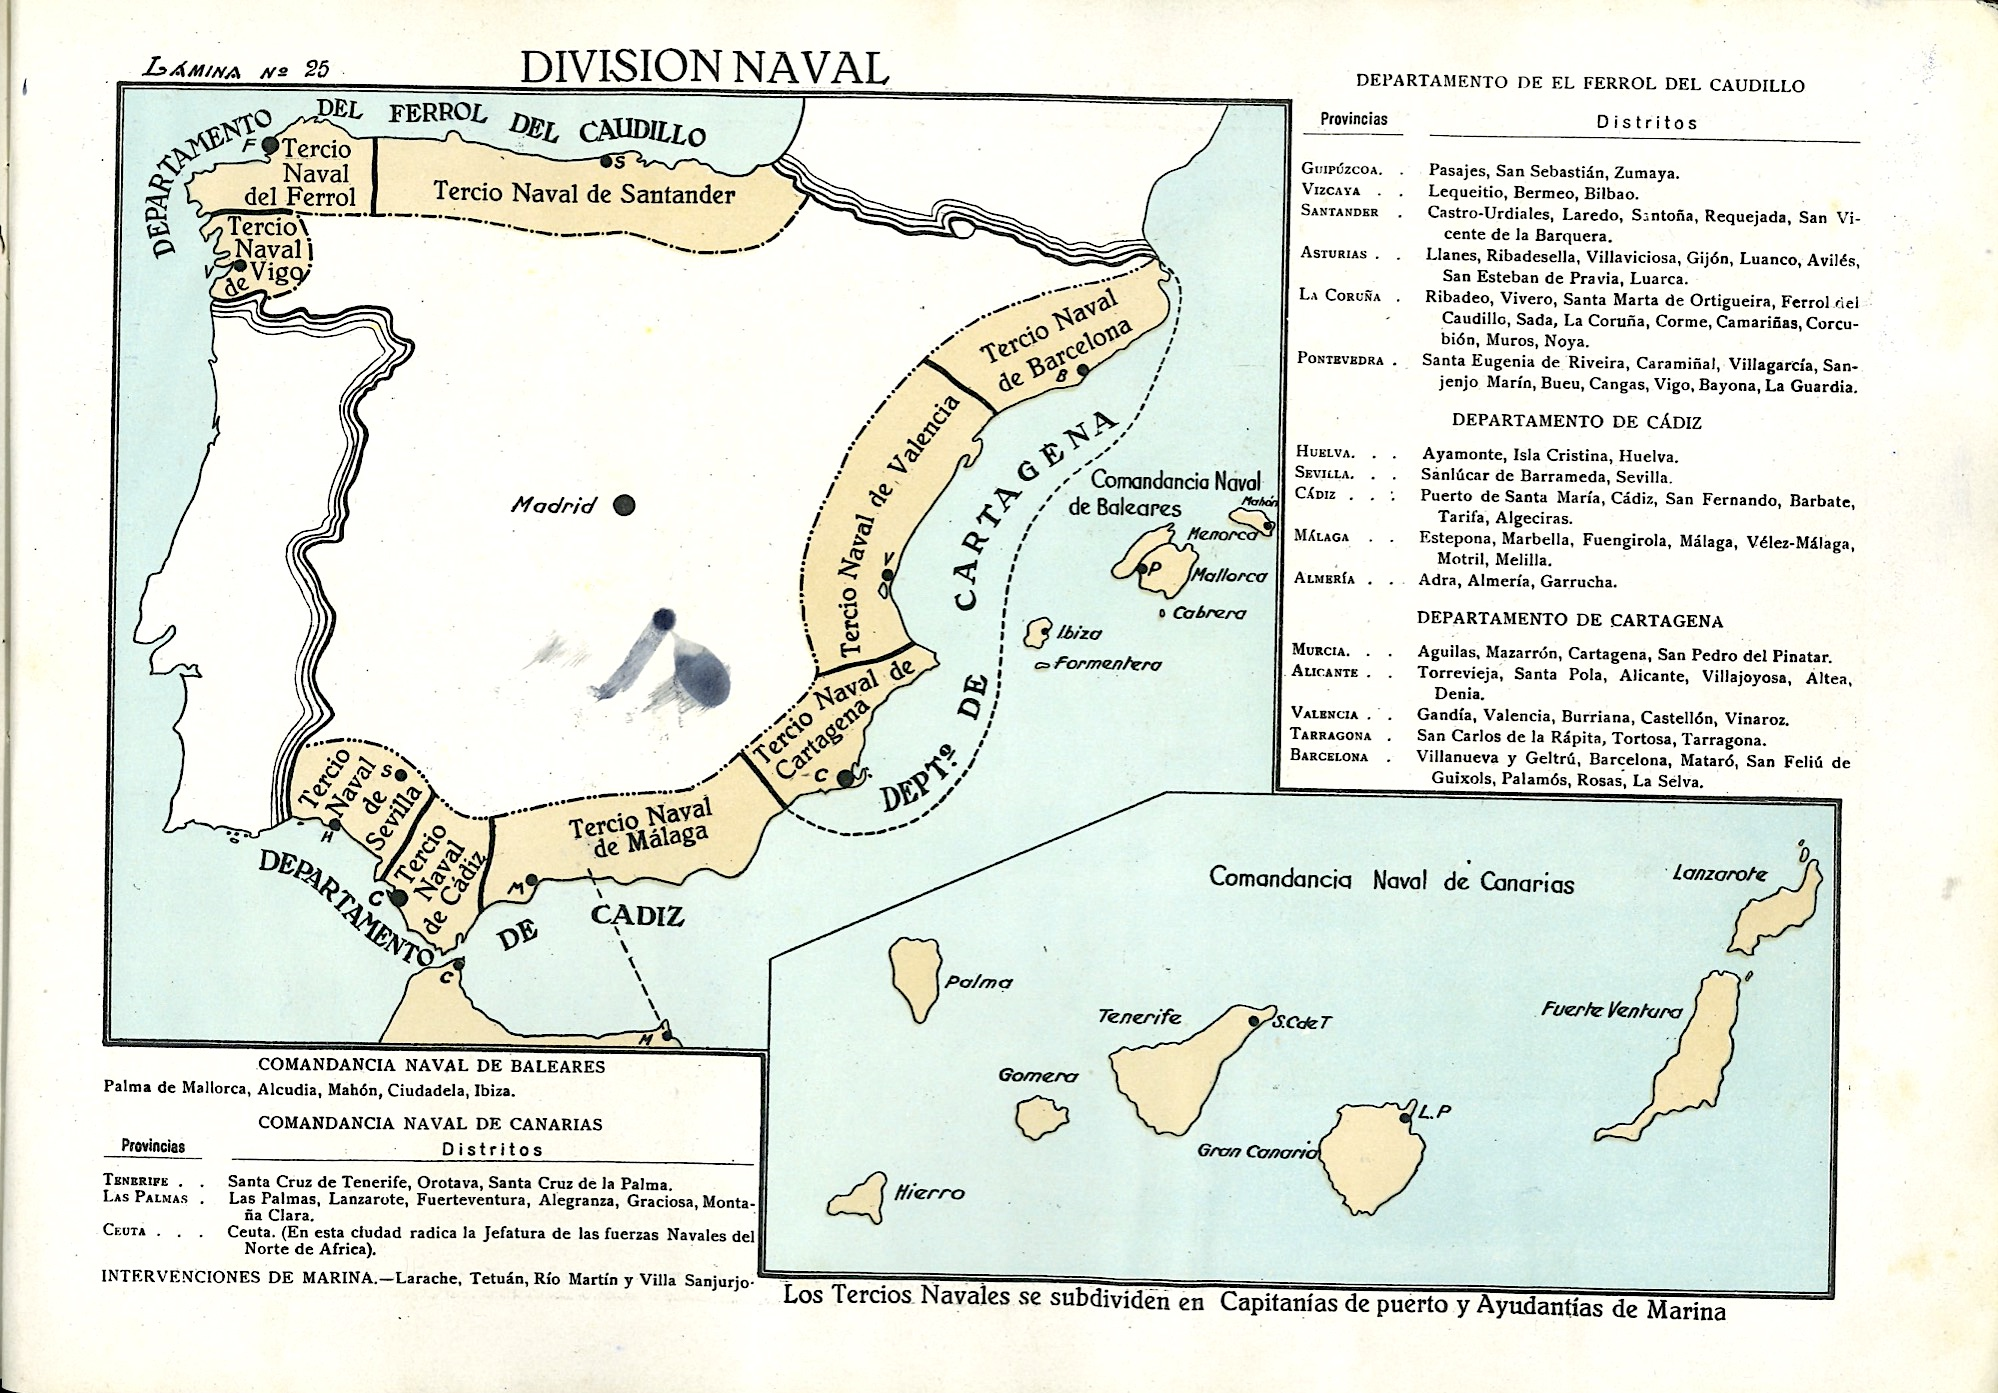 LÁMINA Nº 25
DIVISION NAVAL
DEPARTAMENTO DEL FERROL DEL CAUDILLO
F
Tercio
Naval
del Ferrol
S
Tercio Naval de Santander
Tercio
Naval
V
de Vigo
Tercio Naval
de Barcelona
B
Tercio Naval de Valencia
V
Madrid
DEPTº DE CARTAGENA
Comandancia Naval
de Baleares
Mahón
Menorca
P
Mallorca
Cabrera
Ibiza
Formentera
Tercio Naval de
Cartagena
C
Tercio
Naval
de
Sevilla
S
H
Tercio
Naval
de Cádiz
C
Tercio Naval
de Málaga
M
DEPARTAMENTO DE CADIZ
C
M
DEPARTAMENTO DE EL FERROL DEL CAUDILLO
Provincias Distritos
GUIPÚZCOA. . Pasajes, San Sebastián, Zumaya.
VIZCAYA . . Lequeitio, Bermeo, Bilbao.
SANTANDER . Castro-Urdiales, Laredo, Santoña, Requejada, San Vi-
cente de la Barquera.
ASTURIAS . . Llanes, Ribadesella, Villaviciosa, Gijón, Luanco, Avilés,
San Esteban de Pravia, Luarca.
LA CORUÑA . Ribadeo, Vivero, Santa Marta de Ortigueira, Ferrol del
Caudillo, Sada, La Coruña, Corme, Camariñas, Corcu-
bión, Muros, Noya.
PONTEVEDRA . Santa Eugenia de Riveira, Caramiñal, Villagarcía, San-
jenjo Marín, Bueu, Cangas, Vigo, Bayona, La Guardia.
DEPARTAMENTO DE CÁDIZ
HUELVA. . . Ayamonte, Isla Cristina, Huelva.
SEVILLA. . . Sanlúcar de Barrameda, Sevilla.
CÁDIZ . . . Puerto de Santa María, Cádiz, San Fernando, Barbate,
Tarifa, Algeciras.
MÁLAGA . . Estepona, Marbella, Fuengirola, Málaga, Vélez-Málaga,
Motril, Melilla.
ALMERÍA . . Adra, Almería, Garrucha.
DEPARTAMENTO DE CARTAGENA
MURCIA. . . Aguilas, Mazarrón, Cartagena, San Pedro del Pinatar.
ALICANTE . . Torrevieja, Santa Pola, Alicante, Villajoyosa, Altea,
Denia.
VALENCIA . . Gandía, Valencia, Burriana, Castellón, Vinaroz.
TARRAGONA . San Carlos de la Rápita, Tortosa, Tarragona.
BARCELONA . Villanueva y Geltrú, Barcelona, Mataró, San Feliú de
Guixols, Palamós, Rosas, La Selva.
Comandancia Naval de Canarias
Lanzarote
Palma
Tenerife
S.C de T
Fuerte Ventura
Gomera
L.P
Gran Canaria
Hierro
COMANDANCIA NAVAL DE BALEARES
Palma de Mallorca, Alcudia, Mahón, Ciudadela, Ibiza.
COMANDANCIA NAVAL DE CANARIAS
Provincias Distritos
TENERIFE . . Santa Cruz de Tenerife, Orotava, Santa Cruz de la Palma.
LAS PALMAS . Las Palmas, Lanzarote, Fuerteventura, Alegranza, Graciosa, Monta-
ña Clara.
CEUTA . . . Ceuta. (En esta ciudad radica la Jefatura de las fuerzas Navales del
Norte de Africa).
INTERVENCIONES DE MARINA.—Larache, Tetuán, Río Martín y Villa Sanjurjo.
Los Tercios Navales se subdividen en Capitanías de puerto y Ayudantías de Marina